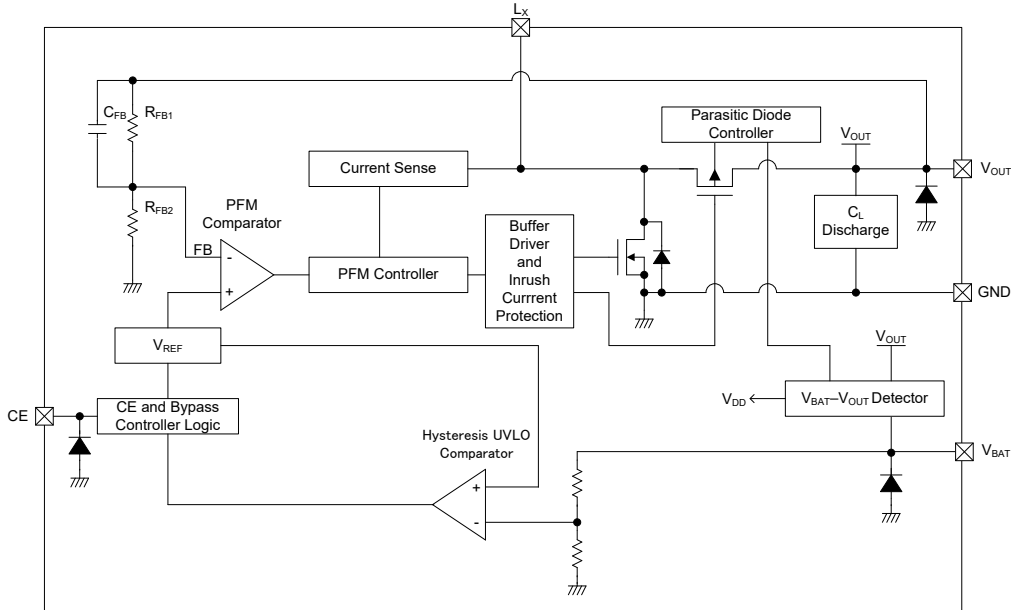 LX
CFB
RFB1
Parasitic Diode
Controller
VOUT
Current Sense
VOUT
RFB2
PFM
Comparator
CL
Discharge
Buffer
Driver
and
Inrush
Currrent
Protection
FB
-
+
PFM Controller
GND
VREF
VOUT
CE
CE and Bypass
Controller Logic
VDD
VBAT–VOUT Detector
Hysteresis UVLO
Comparator
VBAT
+
-